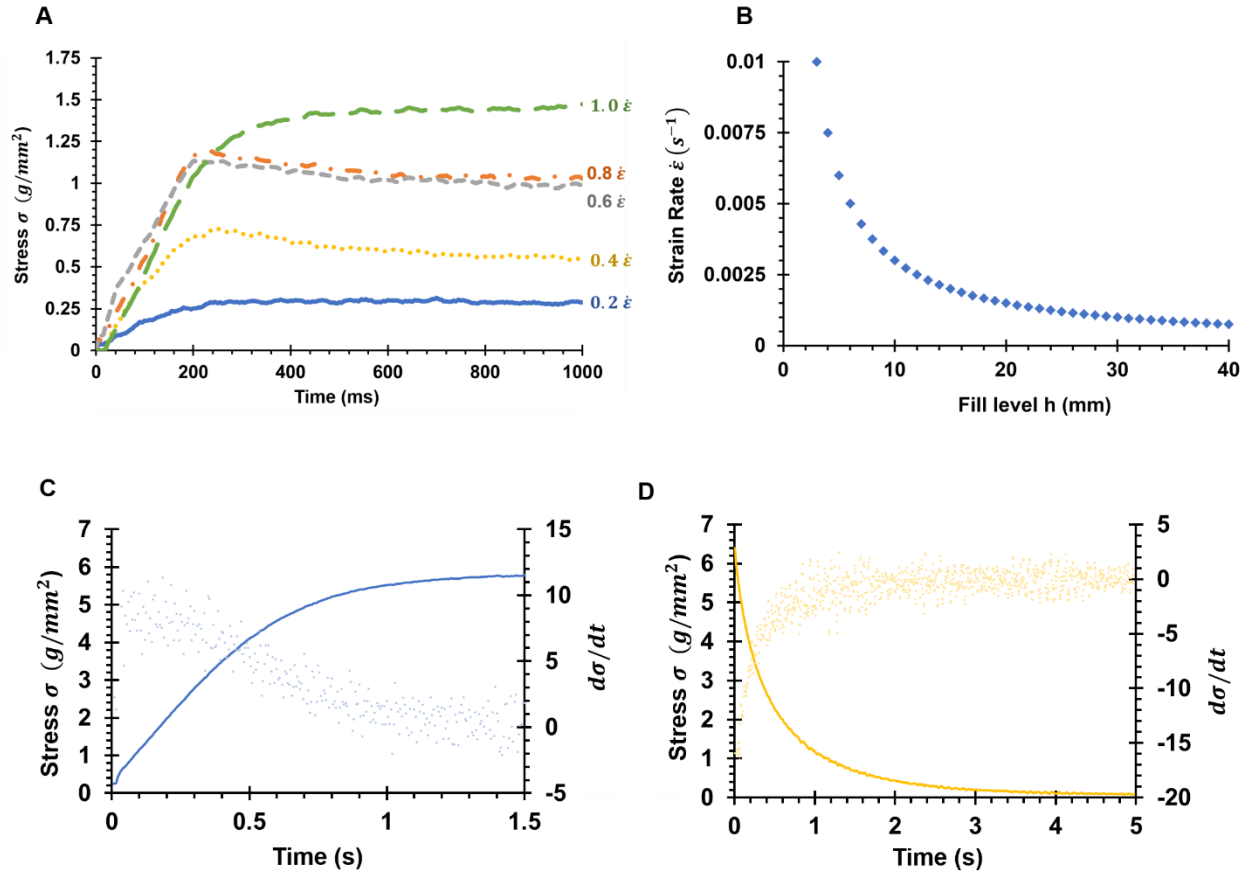 A
Stress σ (g/mm²)
1.75
1.5
1.25
1
0.75
0.5
0.25
0
0 200 400 600 800 1000
Time (ms)
1.0 ε̇
0.8 ε̇
0.6 ε̇
0.4 ε̇
0.2 ε̇
B
Strain Rate ε̇ (s⁻¹)
0.01
0.0075
0.005
0.0025
0
0 10 20 30 40
Fill level h (mm)
C
Stress σ (g/mm²)
7
6
5
4
3
2
1
0
0 0.5 1 1.5
Time (s)
15
10
5
0
-5
dσ/dt
D
Stress σ (g/mm²)
7
6
5
4
3
2
1
0
0 1 2 3 4 5
Time (s)
5
0
-5
-10
-15
-20
dσ/dt